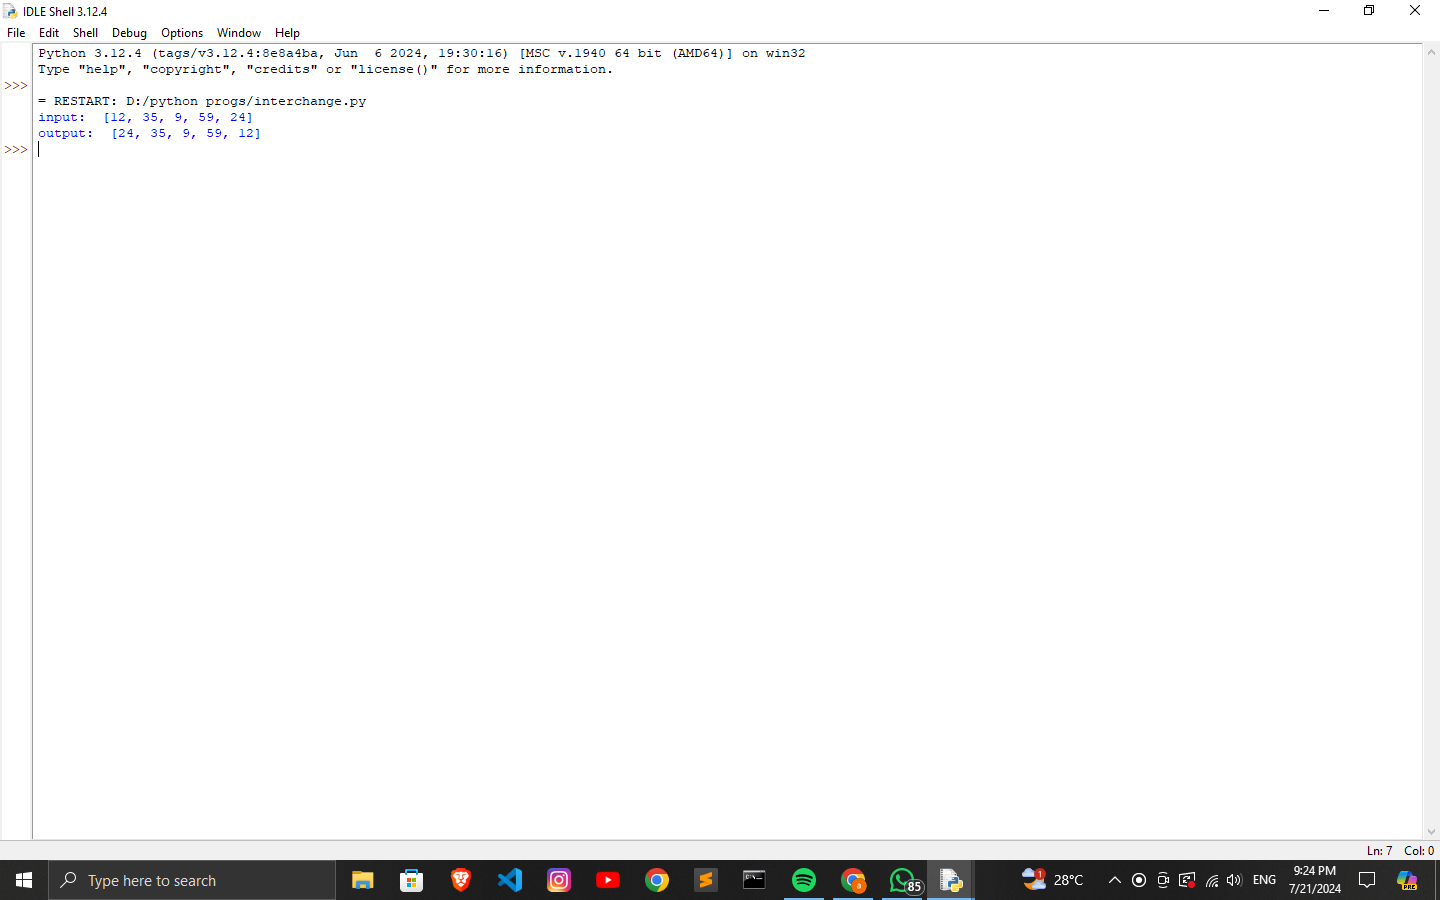 IDLE Shell 3.12.4
File Edit Shell Debug Options Window Help
Python 3.12.4 (tags/v3.12.4:8e8a4ba, Jun  6 2024, 19:30:16) [MSC v.1940 64 bit (AMD64)] on win32
Type "help", "copyright", "credits" or "license()" for more information.
>>>
= RESTART: D:/python progs/interchange.py
input:  [12, 35, 9, 59, 24]
output:  [24, 35, 9, 59, 12]
>>>
Ln: 7 Col: 0
Type here to search
85
1
28°C
ENG
9:24 PM
7/21/2024
PRE